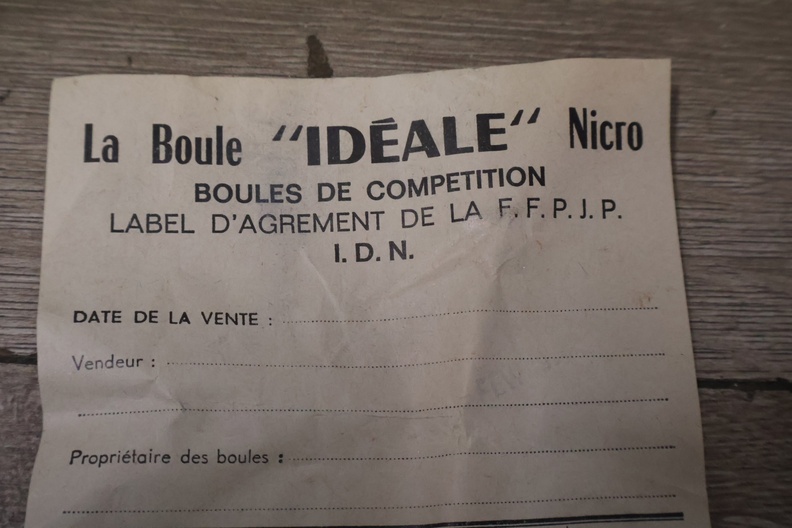 La Boule "IDÉALE" Nicro
BOULES DE COMPETITION
LABEL D'AGREMENT DE LA F. F. P. J. P.
I. D. N.
DATE DE LA VENTE :
Vendeur :
Propriétaire des boules :